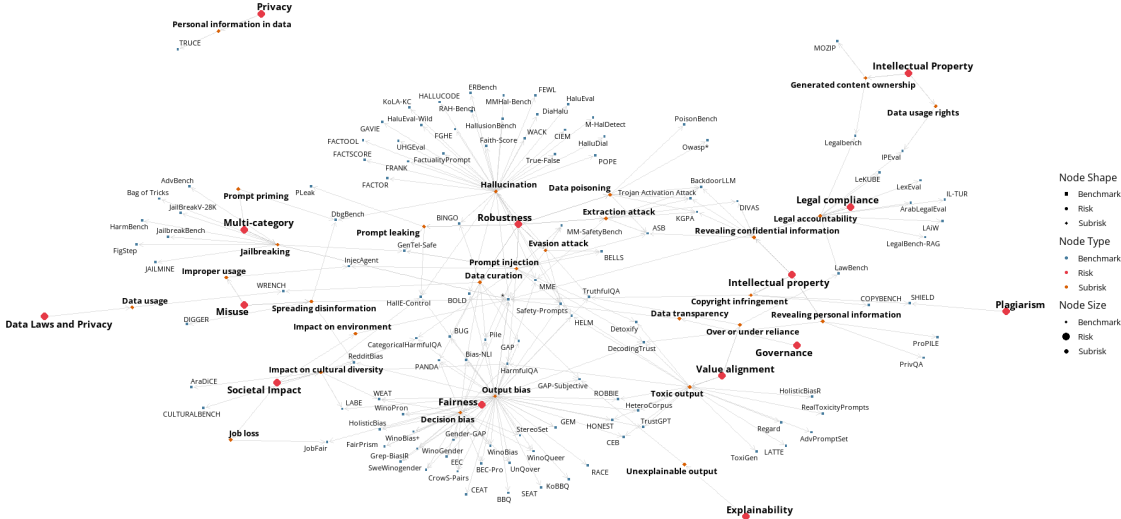 Privacy
Personal information in data
TRUCE
MOZIP
Intellectual Property
Generated content ownership
Data usage rights
Legalbench
IPEval
LeKUBE
LexEval
IL-TUR
Legal compliance
ArabLegalEval
Legal accountability
LAiW
LegalBench-RAG
ERBench
FEWL
HALLUCODE
MMHal-Bench
HaluEval
KoLA-KC
RAH-Bench
DiaHalu
HaluEval-Wild
HallusionBench
M-HalDetect
GAVIE
FGHE
WACK
CIEM
FACTOOL
UHGEval
Faith-Score
HalluDial
FACTSCORE
FactualityPrompt
True-False
POPE
FRANK
FACTOR
Hallucination
PoisonBench
Owasp*
Data poisoning
BackdoorLLM
Trojan Activation Attack
AdvBench
Bag of Tricks
Prompt priming
PLeak
JailBreakV-28K
Multi-category
DbgBench
BINGO
Robustness
Extraction attack
KGPA
DIVAS
HarmBench
JailbreakBench
Prompt leaking
MM-SafetyBench
ASB
Revealing confidential information
FigStep
Jailbreaking
GenTel-Safe
Evasion attack
BELLS
JAILMINE
InjecAgent
Prompt injection
Improper usage
Data curation
LawBench
Intellectual property
WRENCH
MME
TruthfulQA
Data usage
HallE-Control
BOLD
Copyright infringement
COPYBENCH
SHIELD
Plagiarism
Misuse
Spreading disinformation
Safety-Prompts
Data transparency
Revealing personal information
Data Laws and Privacy
DIGGER
Impact on environment
HELM
Detoxify
Over or under reliance
BUG
Pile
CategoricalHarmfulQA
GAP
DecodingTrust
Governance
ProPILE
RedditBias
PANDA
Bias-NLI
PrivQA
Impact on cultural diversity
HarmfulQA
Value alignment
AraDiCE
Societal Impact
GAP-Subjective
Output bias
WEAT
ROBBIE
Toxic output
HolisticBiasR
CULTURALBENCH
LABE
WinoPron
Fairness
HeteroCorpus
RealToxicityPrompts
Decision bias
HolisticBias
GEM
HONEST
TrustGPT
Regard
Job loss
StereoSet
Gender-GAP
WinoBias+
CEB
AdvPromptSet
JobFair
FairPrism
WinoGender
WinoBias
LATTE
Grep-BiasIR
WinoQueer
ToxiGen
EEC
SweWinogender
BEC-Pro
UnQover
RACE
Unexplainable output
CrowS-Pairs
KoBBQ
CEAT
SEAT
BBQ
Explainability
Node Shape
Benchmark
Risk
Subrisk
Node Type
Benchmark
Risk
Subrisk
Node Size
Benchmark
Risk
Subrisk